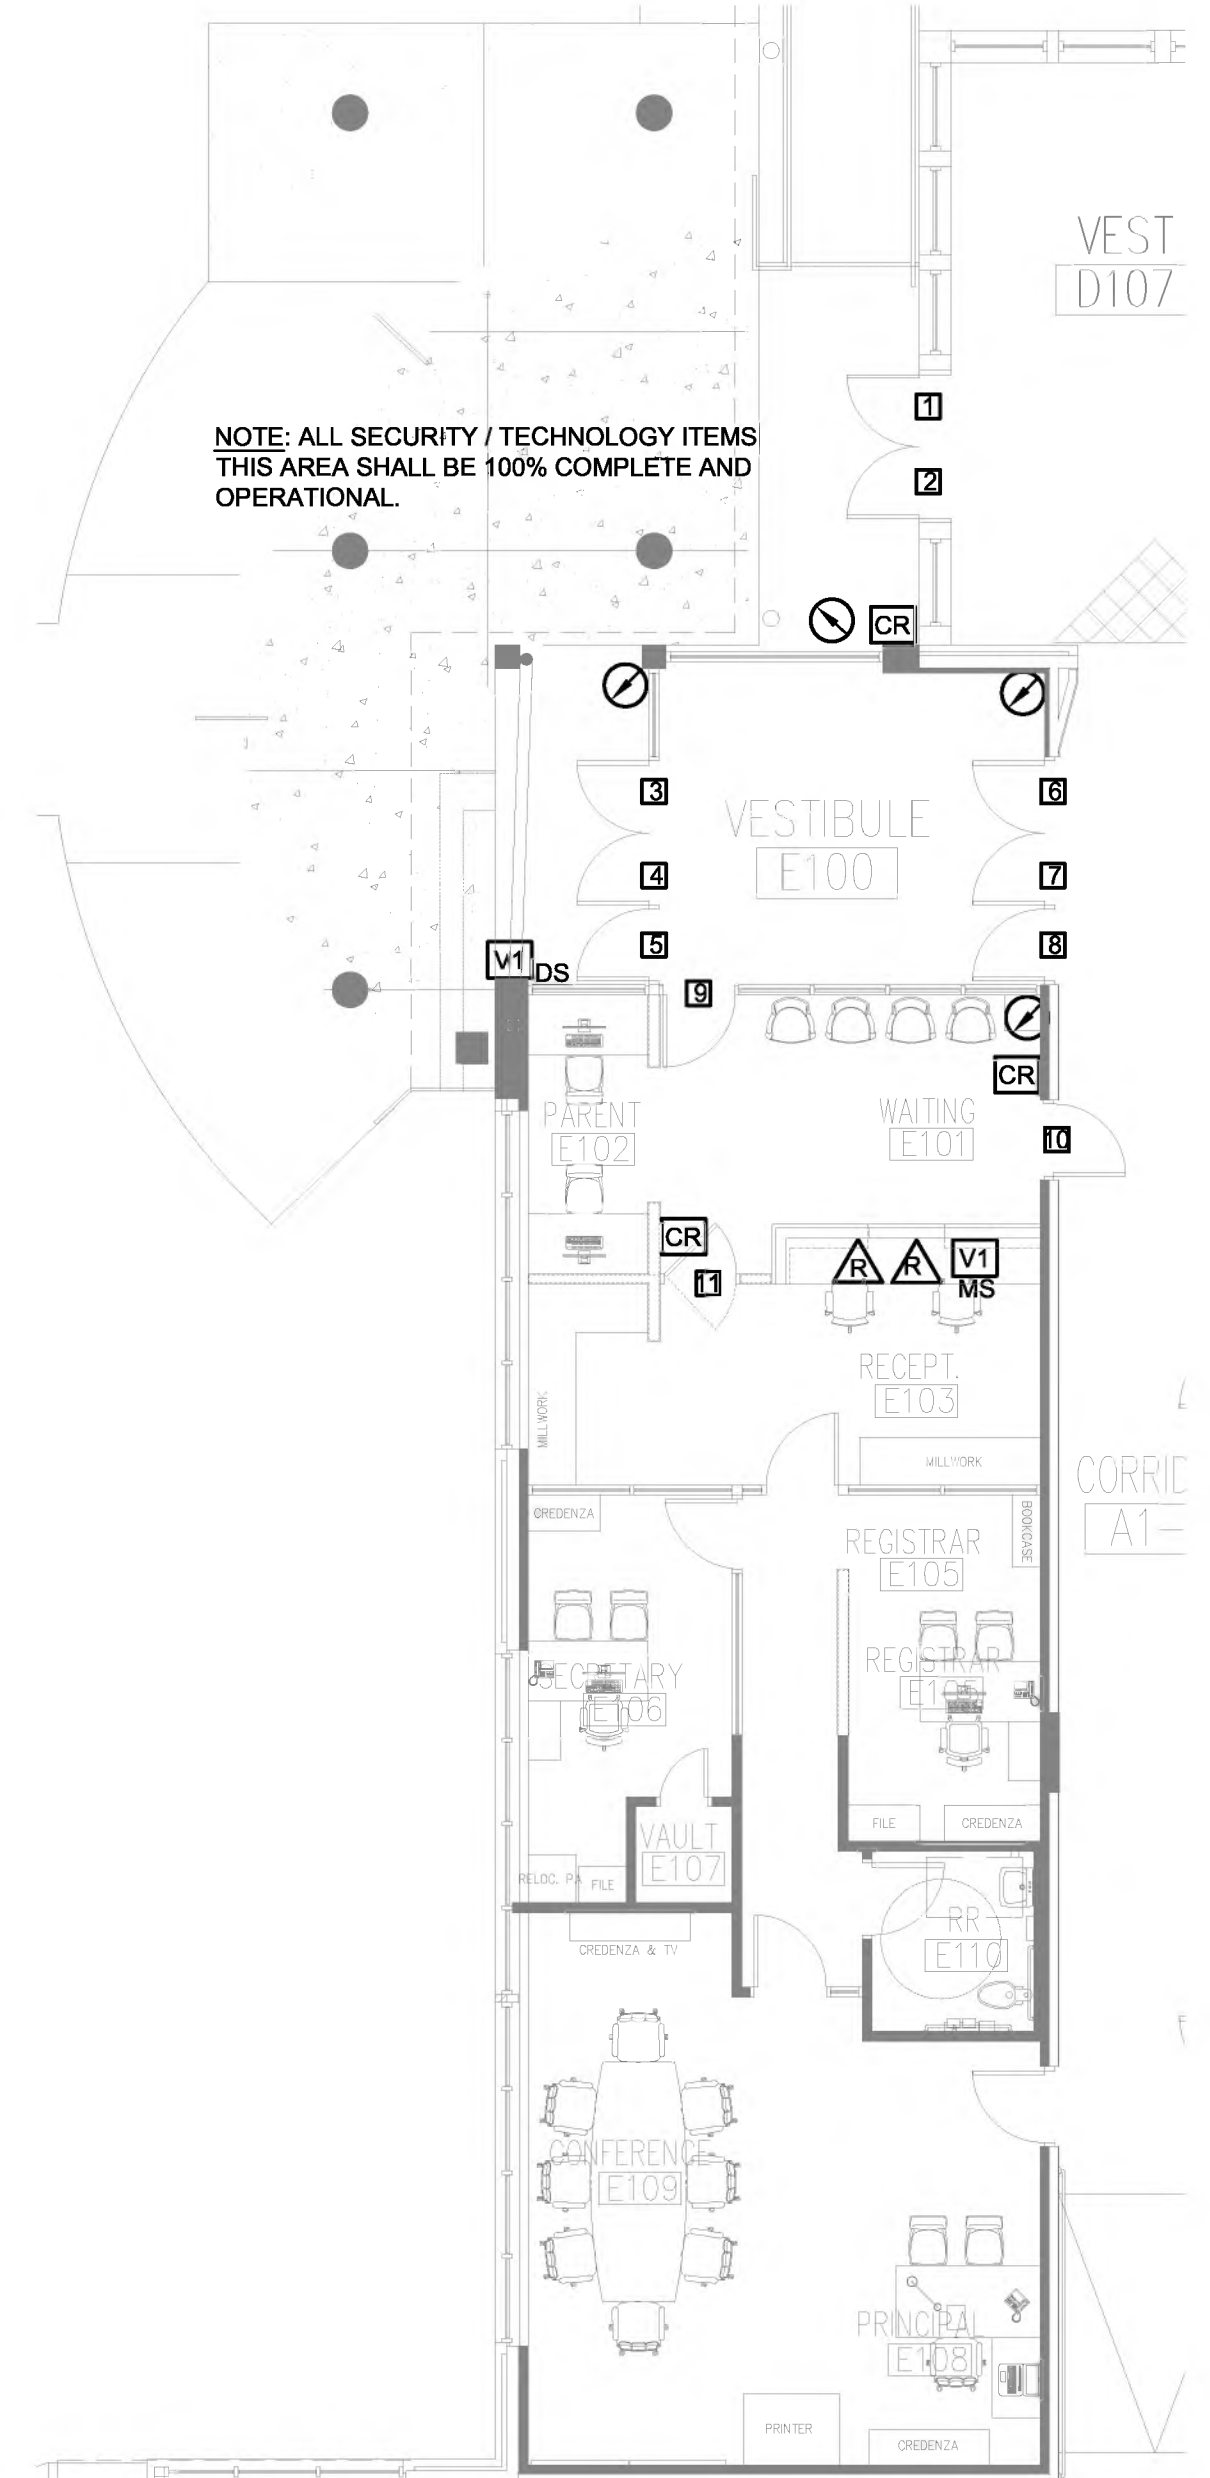 VEST
D107
1
2
NOTE: ALL SECURITY / TECHNOLOGY ITEMS
THIS AREA SHALL BE 100% COMPLETE AND
OPERATIONAL.
CR
3
6
VESTIBULE
E100
4
7
5
8
V1
DS
9
CR
PARENT
E102
WAITING
E101
10
CR
11
R
R
V1
MS
RECEPT.
E103
MILLWORK
MILLWORK
CORRID
A1-
CREDENZA
BOOKCASE
REGISTRAR
E105
REGISTRAR
SECRETARY
E106
FILE
CREDENZA
VAULT
E107
RELOC. PA
FILE
RR
E110
CREDENZA & TV
CONFERENCE
E109
PRINCIPAL
E108
PRINTER
CREDENZA